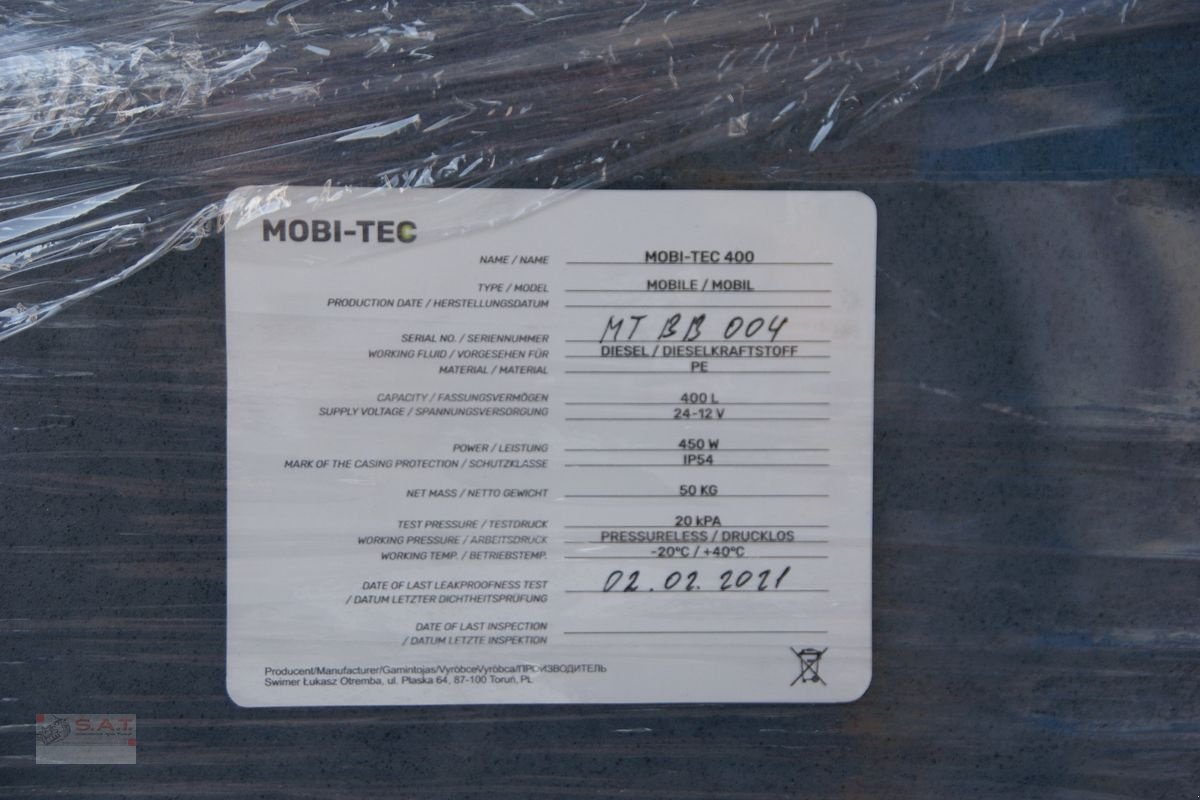 MOBI-TEC
NAME / NAME MOBI-TEC 400
TYPE / MODEL MOBILE / MOBIL
PRODUCTION DATE / HERSTELLUNGSDATUM
SERIAL NO. / SERIENNUMMER MT BB 004
WORKING FLUID / VORGESEHEN FÜR DIESEL / DIESELKRAFTSTOFF
MATERIAL / MATERIAL PE
CAPACITY / FASSUNGSVERMÖGEN 400 L
SUPPLY VOLTAGE / SPANNUNGSVERSORGUNG 24-12 V
POWER / LEISTUNG 450 W
MARK OF THE CASING PROTECTION / SCHUTZKLASSE IP54
NET MASS / NETTO GEWICHT 50 KG
TEST PRESSURE / TESTDRUCK 20 kPA
WORKING PRESSURE / ARBEITSDRUCK PRESSURELESS / DRUCKLOS
WORKING TEMP. / BETRIEBSTEMP. -20ºC / +40ºC
DATE OF LAST LEAKPROOFNESS TEST 02.02.2021
/ DATUM LETZTER DICHTHEITSPRÜFUNG
DATE OF LAST INSPECTION
/ DATUM LETZTE INSPEKTION
Producent/Manufacturer/Gamintojas/Vyrõbce/Vyrõbca/ПРОИЗВОДИТЕЛЬ
Swimer Łukasz Otremba, ul. Płaska 64, 87-100 Toruń, PL
S.A.T.